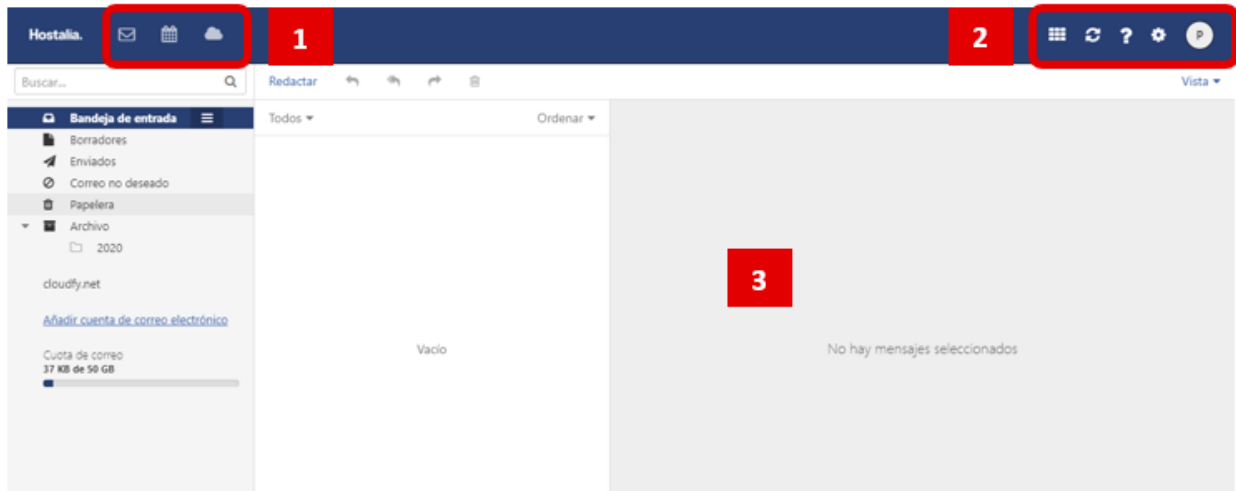 Hostalia.
1
2
?
P
Buscar...
Redactar
Vista
Bandeja de entrada
Todos
Ordenar
Borradores
Enviados
Correo no deseado
Papelera
Archivo
2020
3
cloudfy.net
Añadir cuenta de correo electrónico
Vacío
No hay mensajes seleccionados
Cuota de correo
37 KB de 50 GB